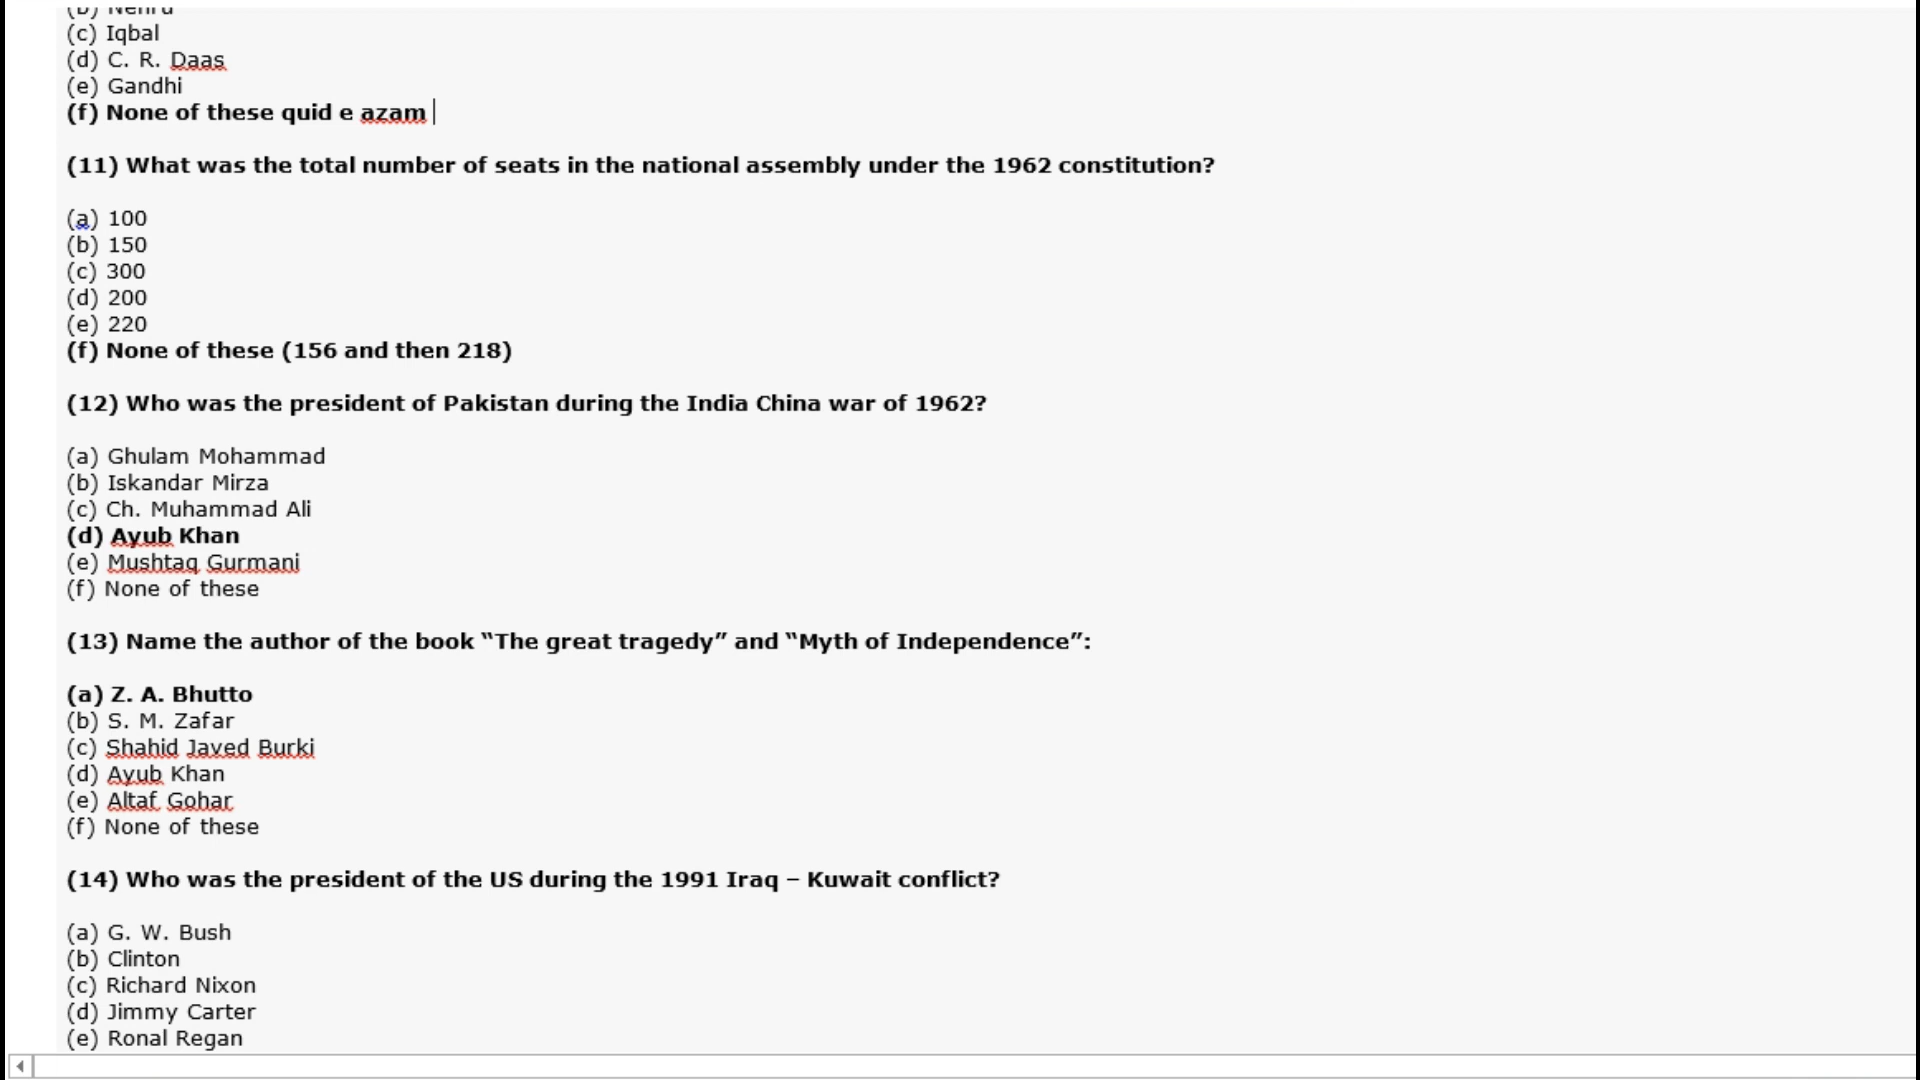 (b) Nehru
(c) Iqbal
(d) C. R. Daas
(e) Gandhi
(f) None of these quid e azam
(11) What was the total number of seats in the national assembly under the 1962 constitution?
(a) 100
(b) 150
(c) 300
(d) 200
(e) 220
(f) None of these (156 and then 218)
(12) Who was the president of Pakistan during the India China war of 1962?
(a) Ghulam Mohammad
(b) Iskandar Mirza
(c) Ch. Muhammad Ali
(d) Ayub Khan
(e) Mushtaq Gurmani
(f) None of these
(13) Name the author of the book “The great tragedy” and “Myth of Independence”:
(a) Z. A. Bhutto
(b) S. M. Zafar
(c) Shahid Javed Burki
(d) Ayub Khan
(e) Altaf Gohar
(f) None of these
(14) Who was the president of the US during the 1991 Iraq – Kuwait conflict?
(a) G. W. Bush
(b) Clinton
(c) Richard Nixon
(d) Jimmy Carter
(e) Ronal Regan